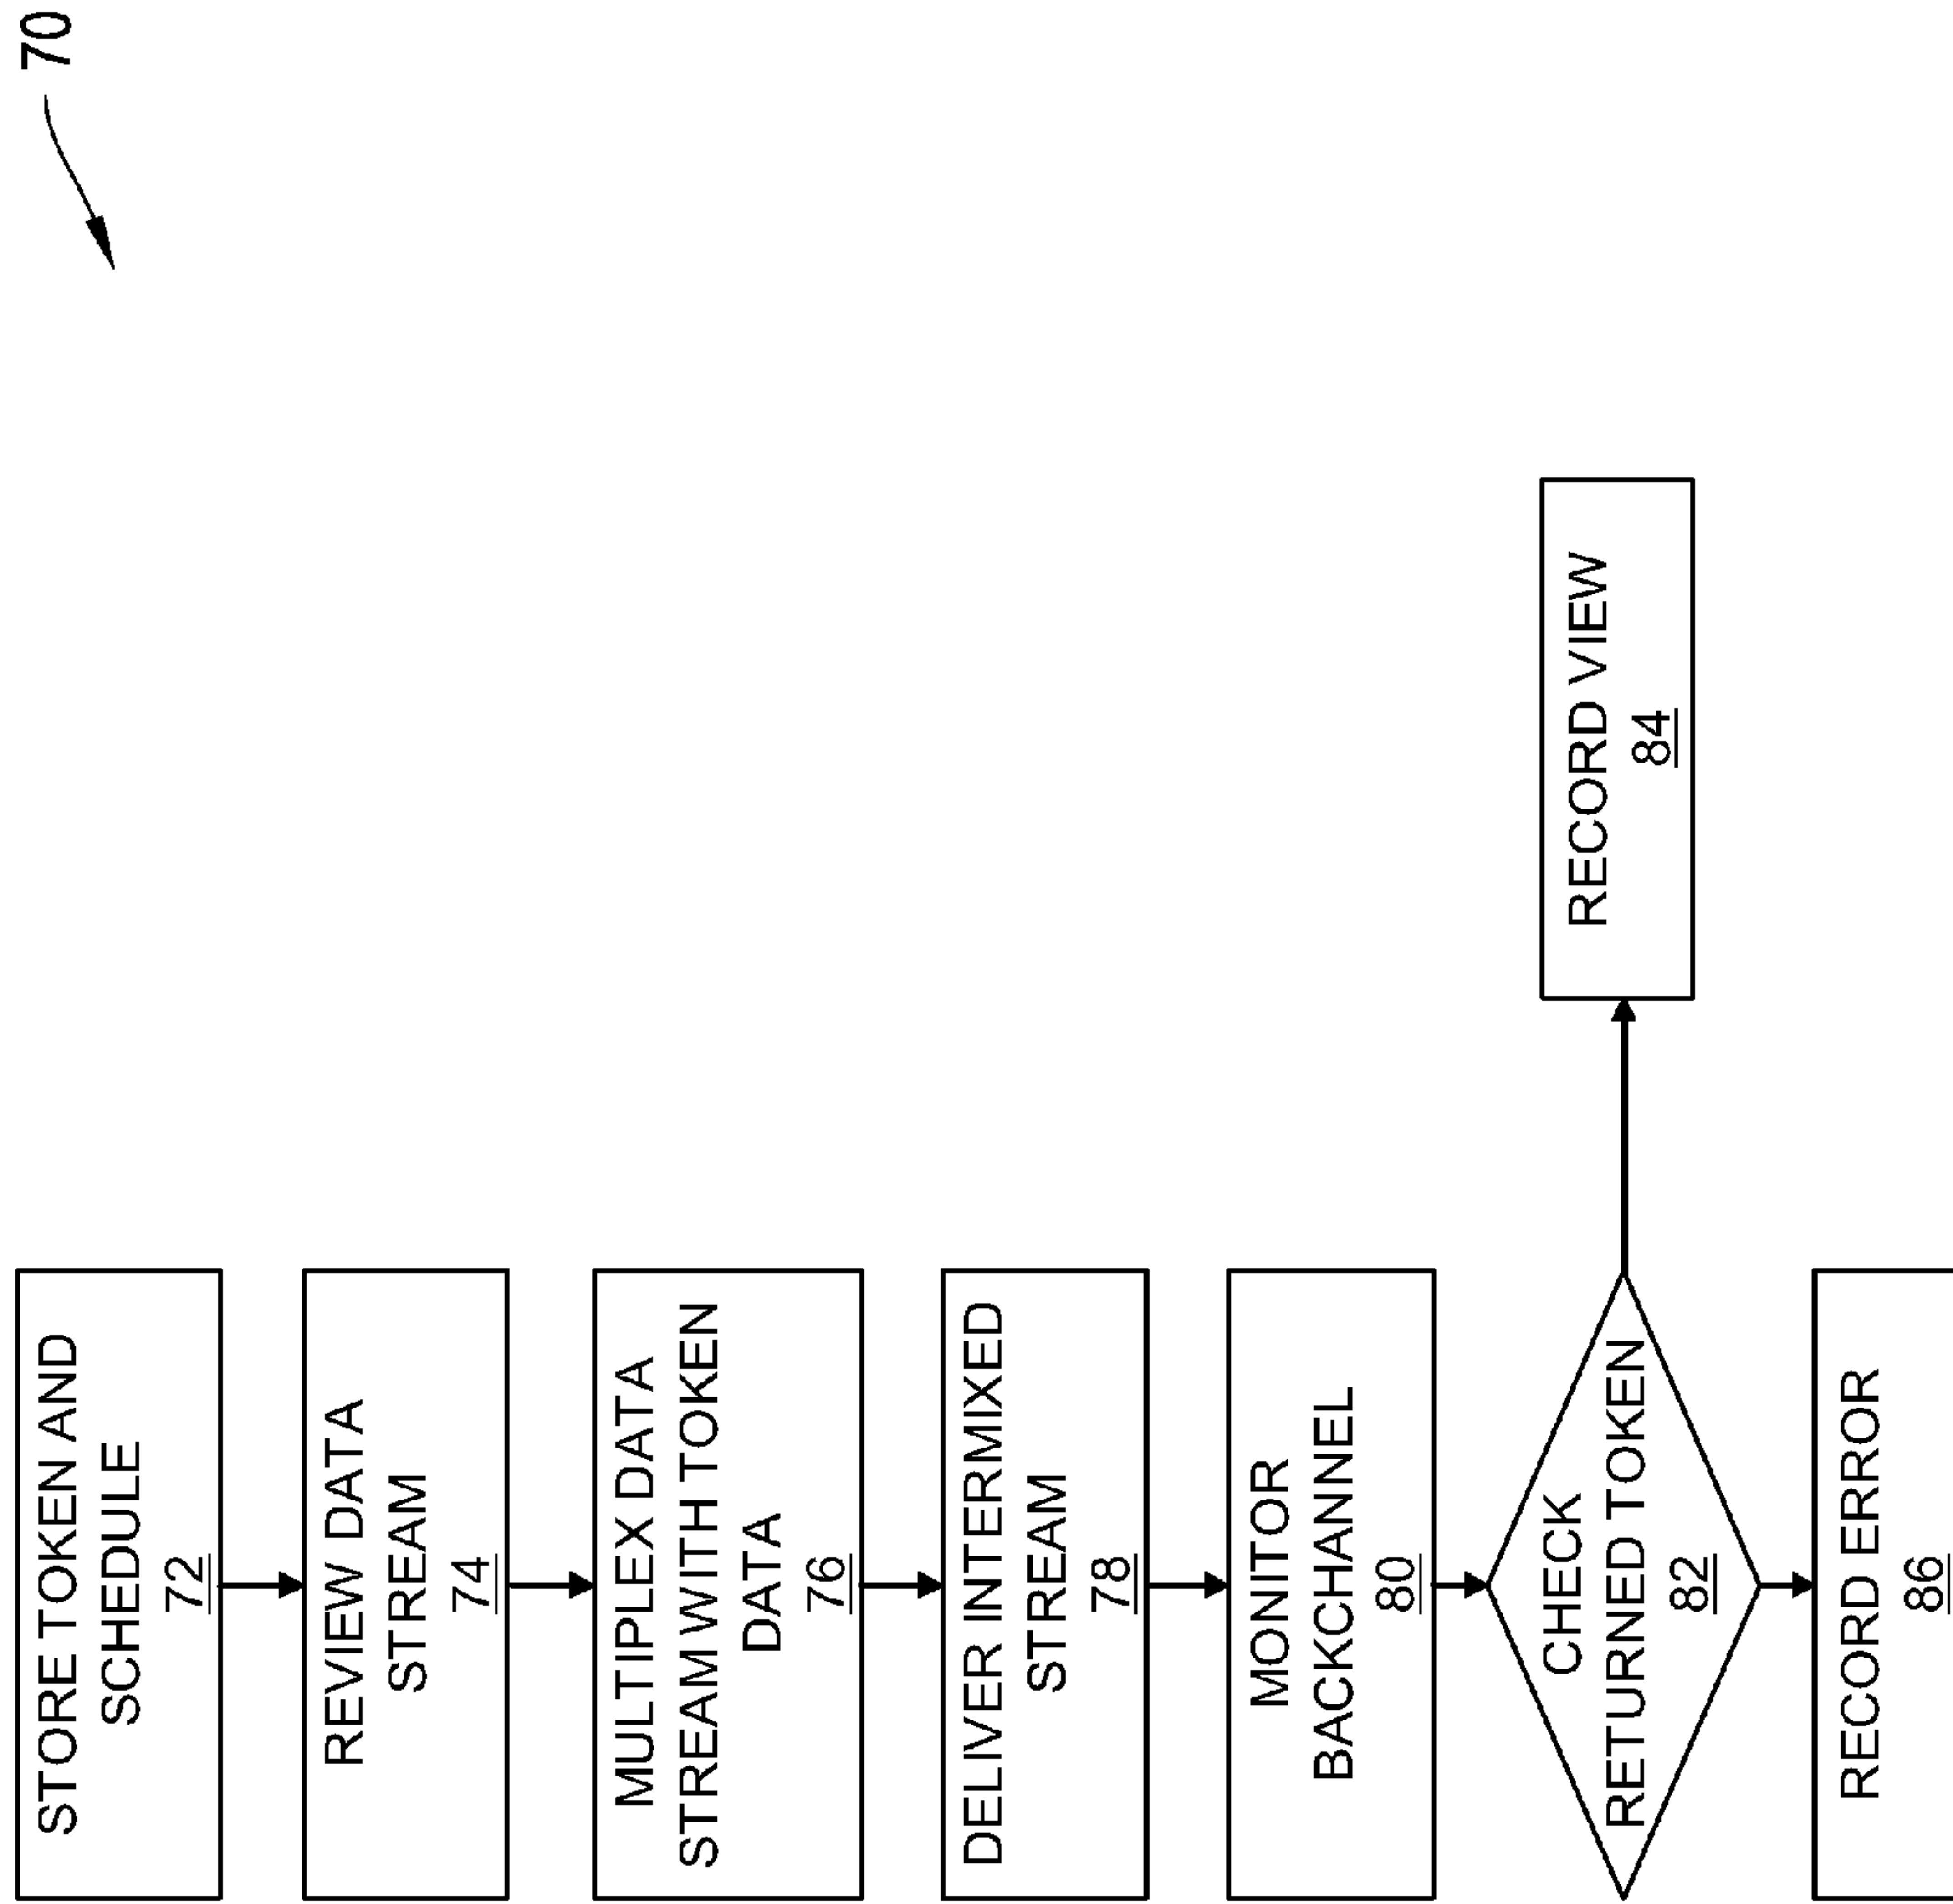 70
STORE TOKEN AND
SCHEDULE
72
REVIEW DATA
STREAM
74
MULTIPLEX DATA
STREAM WITH TOKEN
DATA
76
DELIVER INTERMIXED
STREAM
78
MONITOR
BACKCHANNEL
80
CHECK
RETURNED TOKEN
82
RECORD VIEW
84
RECORD ERROR
86